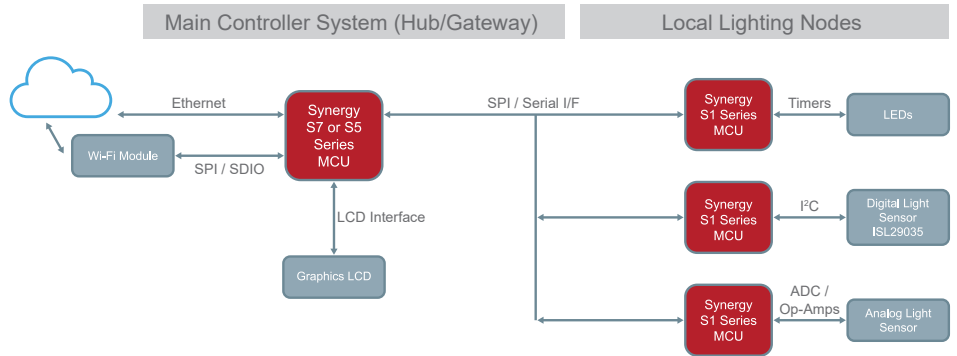 Main Controller System (Hub/Gateway)
Local Lighting Nodes
Ethernet
Wi-Fi Module
SPI / SDIO
Synergy
S7 or S5
Series
MCU
LCD Interface
Graphics LCD
SPI / Serial I/F
Synergy
S1 Series
MCU
Timers
LEDs
Synergy
S1 Series
MCU
I²C
Digital Light
Sensor
ISL29035
Synergy
S1 Series
MCU
ADC /
Op-Amps
Analog Light
Sensor